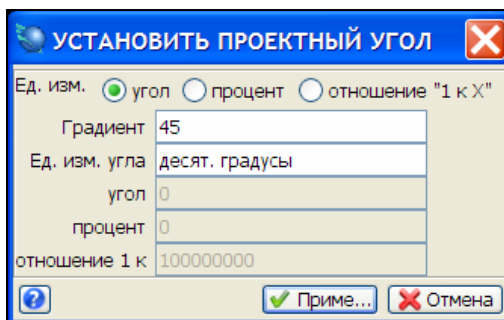 УСТАНОВИТЬ ПРОЕКТНЫЙ УГОЛ
Ед. изм. угол процент отношение "1 к X"
Градиент 45
Ед. изм. угла десят. градусы
угол 0
процент 0
отношение 1 к 100000000
? Приме... Отмена